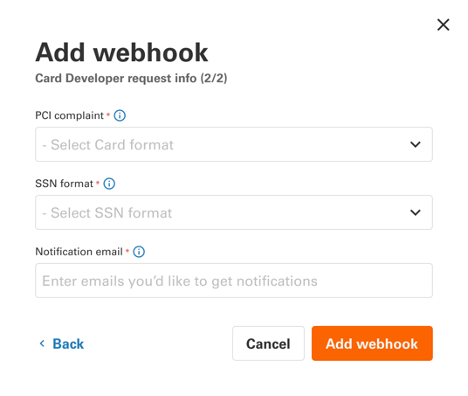 Add webhook
Card Developer request info (2/2)
PCI complaint *
- Select Card format
SSN format *
- Select SSN format
Notification email *
Enter emails you'd like to get notifications
Back
Cancel
Add webhook